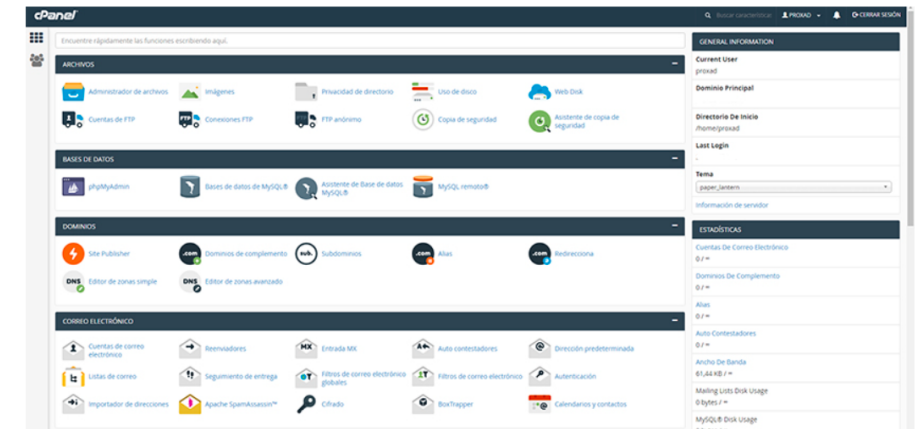 cPanel
Buscar características
PROXAD
CERRAR SESIÓN
Encuentre rápidamente las funciones escribiendo aquí.
ARCHIVOS
Administrador de archivos
Imágenes
Privacidad de directorio
Uso de disco
Web Disk
Cuentas de FTP
Conexiones FTP
FTP anónimo
Copia de seguridad
Asistente de copia de
seguridad
BASES DE DATOS
phpMyAdmin
Bases de datos de MySQL®
Asistente de Base de datos
MySQL®
MySQL remoto®
DOMINIOS
Site Publisher
.com
Dominios de complemento
sub.
Subdominios
.com
Alias
.com
Redirecciona
DNS
Editor de zonas simple
DNS
Editor de zonas avanzado
CORREO ELECTRÓNICO
Cuentas de correo
electrónico
Reenviadores
MX
Entrada MX
Auto contestadores
Dirección predeterminada
Listas de correo
Seguimiento de entrega
Filtros de correo electrónico
globales
Filtros de correo electrónico
Autenticación
Importador de direcciones
Apache SpamAssassin™
Cifrado
BoxTrapper
Calendarios y contactos
GENERAL INFORMATION
Current User
proxad
Dominio Principal
Directorio De Inicio
/home/proxad
Last Login
-
Tema
paper_lantern
Información de servidor
ESTADÍSTICAS
Cuentas De Correo Electrónico
0 / ∞
Dominios De Complemento
0 / ∞
Alias
0 / ∞
Auto Contestadores
0 / ∞
Ancho De Banda
61,44 KB / ∞
Mailing Lists Disk Usage
0 bytes / ∞
MySQL® Disk Usage